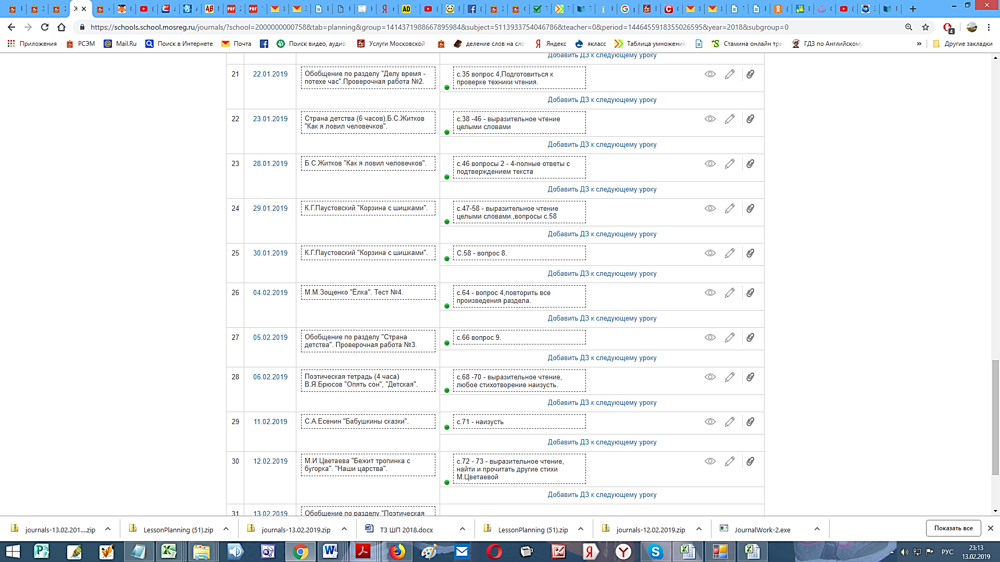 https://schools.school.mosreg.ru/journals/?school=2000000000758&tab=planning&group=1414371988667895984&subject=5113933754046786&teacher=0&period=1446455918355026595&year=2018&subgroup=0
Приложения РСЭМ Mail.Ru Поиск в Интернете Почта Поиск видео, аудио Услуги Московской деление слов на сло Яндекс якласс Таблица умножения Стамина онлайн тре ГДЗ по Английскому » Другие закладки
Добавить ДЗ к следующему уроку
21 22.01.2019 Обобщение по разделу "Делу время - с.35 вопрос 4,Подготовиться к
потехе час".Проверочная работа №2. проверке техники чтения.
Добавить ДЗ к следующему уроку
22 23.01.2019 Страна детства (6 часов).Б.С.Житков с.38 -46 - выразительное чтение
"Как я ловил человечков". целыми словами
Добавить ДЗ к следующему уроку
23 28.01.2019 Б.С.Житков "Как я ловил человечков". с.46 вопросы 2 - 4-полные ответы с
подтверждением текста
Добавить ДЗ к следующему уроку
24 29.01.2019 К.Г.Паустовский "Корзина с шишками". с.47-58 - выразительное чтение
целыми словами.,вопросы с.58
Добавить ДЗ к следующему уроку
25 30.01.2019 К.Г.Паустовский "Корзина с шишками". С.58 - вопрос 8.
Добавить ДЗ к следующему уроку
26 04.02.2019 М.М.Зощенко "Ёлка". Тест №4. с.64 - вопрос 4,повторить все
произведения раздела.
Добавить ДЗ к следующему уроку
27 05.02.2019 Обобщение по разделу "Страна с.66 вопрос 9.
детства". Проверочная работа №3.
Добавить ДЗ к следующему уроку
28 06.02.2019 Поэтическая тетрадь (4 часа) с.68 -70 - выразительное чтение,
В.Я.Брюсов "Опять сон", "Детская". любое стихотворение наизусть.
Добавить ДЗ к следующему уроку
29 11.02.2019 С.А.Есенин "Бабушкины сказки". с.71 - наизусть
Добавить ДЗ к следующему уроку
30 12.02.2019 М.И.Цветаева "Бежит тропинка с с.72 - 73 - выразительное чтение,
бугорка". "Наши царства". найти и прочитать другие стихи
М.Цветаевой
Добавить ДЗ к следующему уроку
31 13.02.2019 Обобщение по разделу "Поэтическая
journals-13.02.201....zip LessonPlanning (51).zip journals-13.02.2019.zip ТЗ ШП 2018.docx LessonPlanning (51).zip journals-12.02.2019.zip JournalWork-2.exe Показать все
РУС 23:13
13.02.2019